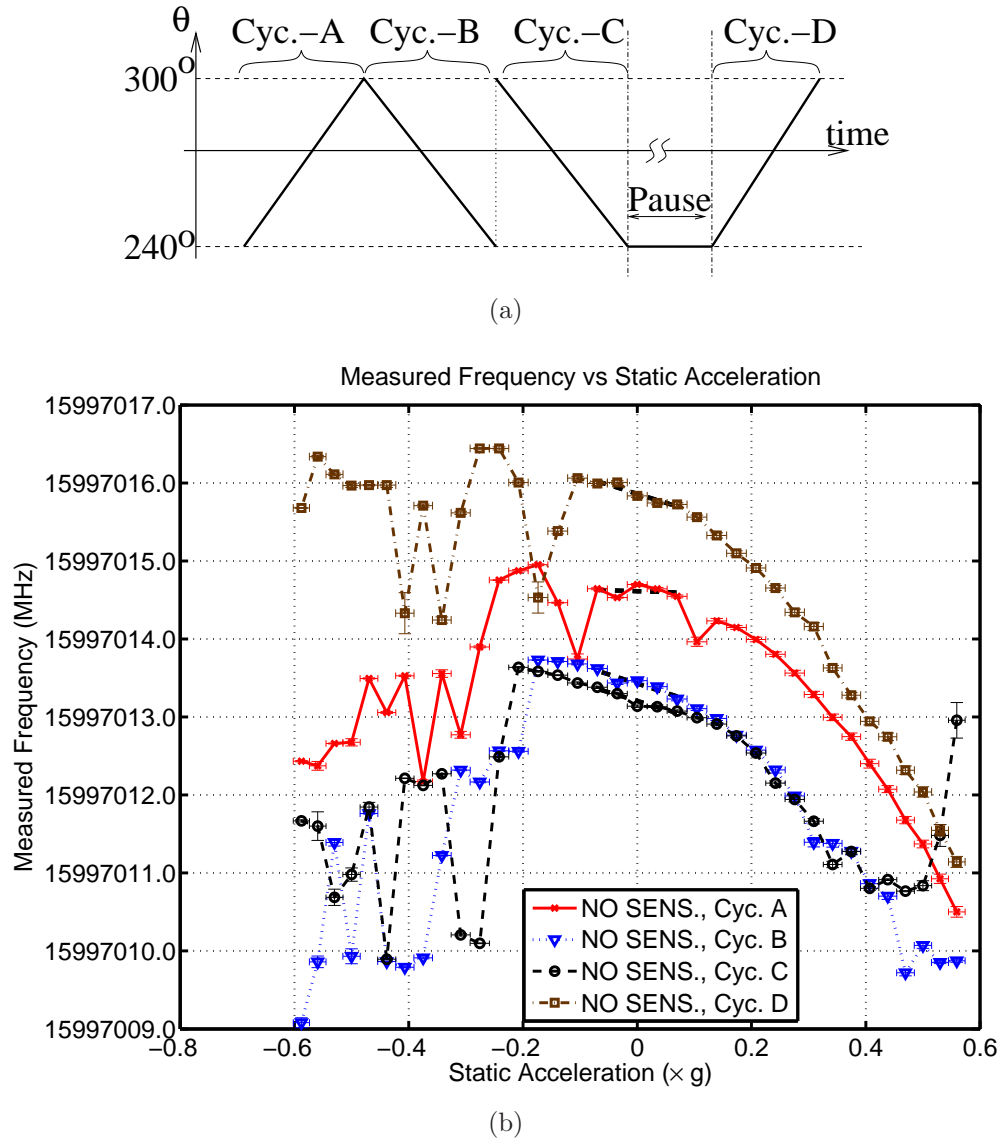 θ
Cyc.–A
Cyc.–B
Cyc.–C
Cyc.–D
300°
time
Pause
240°
(a)
Measured Frequency vs Static Acceleration
15997017.0
15997016.0
15997015.0
15997014.0
15997013.0
15997012.0
15997011.0
15997010.0
15997009.0
Measured Frequency (MHz)
NO SENS., Cyc. A
NO SENS., Cyc. B
NO SENS., Cyc. C
NO SENS., Cyc. D
−0.8
−0.6
−0.4
−0.2
0
0.2
0.4
0.6
Static Acceleration (× g)
(b)